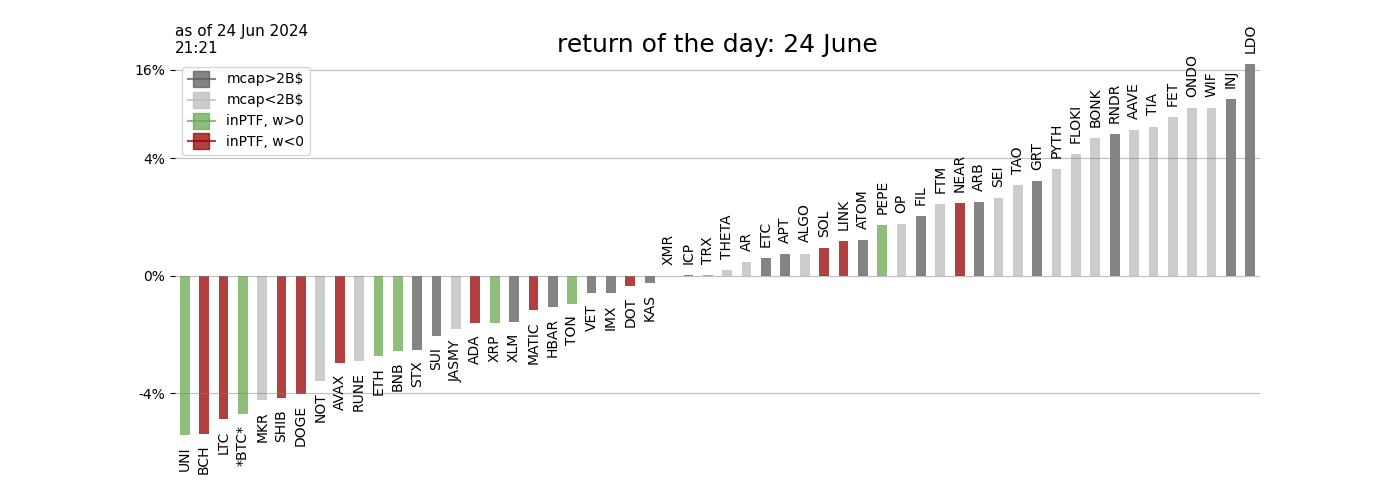 as of 24 Jun 2024
21:21
return of the day: 24 June
mcap>2B$
mcap<2B$
inPTF, w>0
inPTF, w<0
16%
4%
0%
-4%
UNI
BCH
LTC
*BTC*
MKR
SHIB
DOGE
NOT
AVAX
RUNE
ETH
BNB
STX
SUI
JASMY
ADA
XRP
XLM
MATIC
HBAR
TON
VET
IMX
DOT
KAS
XMR
ICP
TRX
THETA
AR
ETC
APT
ALGO
SOL
LINK
ATOM
PEPE
OP
FIL
FTM
NEAR
ARB
SEI
TAO
GRT
PYTH
FLOKI
BONK
RNDR
AAVE
TIA
FET
ONDO
WIF
INJ
LDO